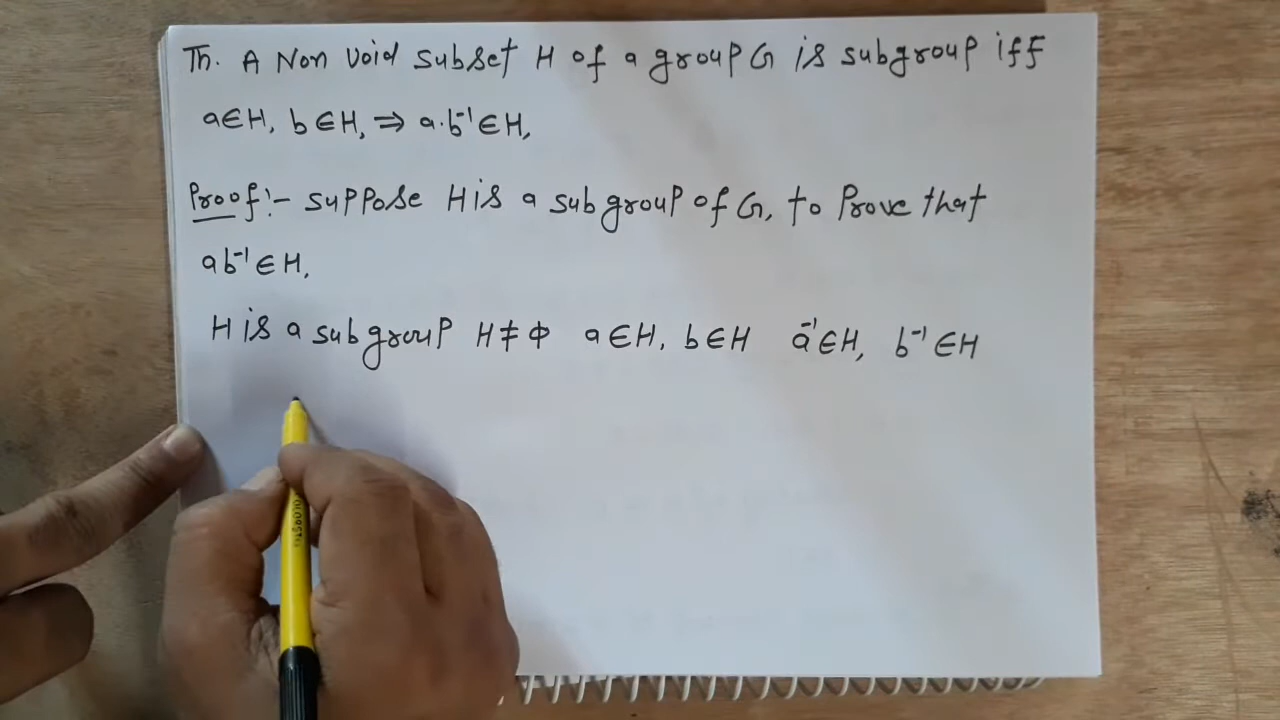 Th. A Non Void subset H of a group G is subgroup iff
a∈H, b∈H, ⇒ a·b⁻¹∈H,
Proof:- suppose H is a subgroup of G, to Prove that
ab⁻¹∈H,
H is a subgroup H≠ϕ a∈H, b∈H a⁻¹∈H, b⁻¹∈H